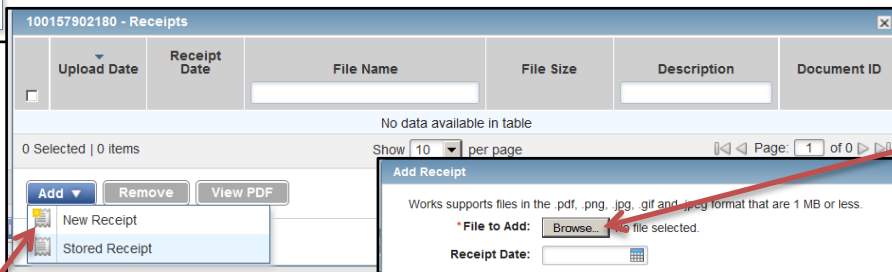 100157902180 - Receipts
Upload Date Receipt Date File Name File Size Description Document ID
No data available in table
0 Selected | 0 items Show 10 per page Page: 1 of 0
Add Remove View PDF
New Receipt
Stored Receipt
Add Receipt
Works supports files in the .pdf, .png, .jpg, .gif and .jpeg format that are 1 MB or less.
*File to Add: Browse... No file selected.
Receipt Date: